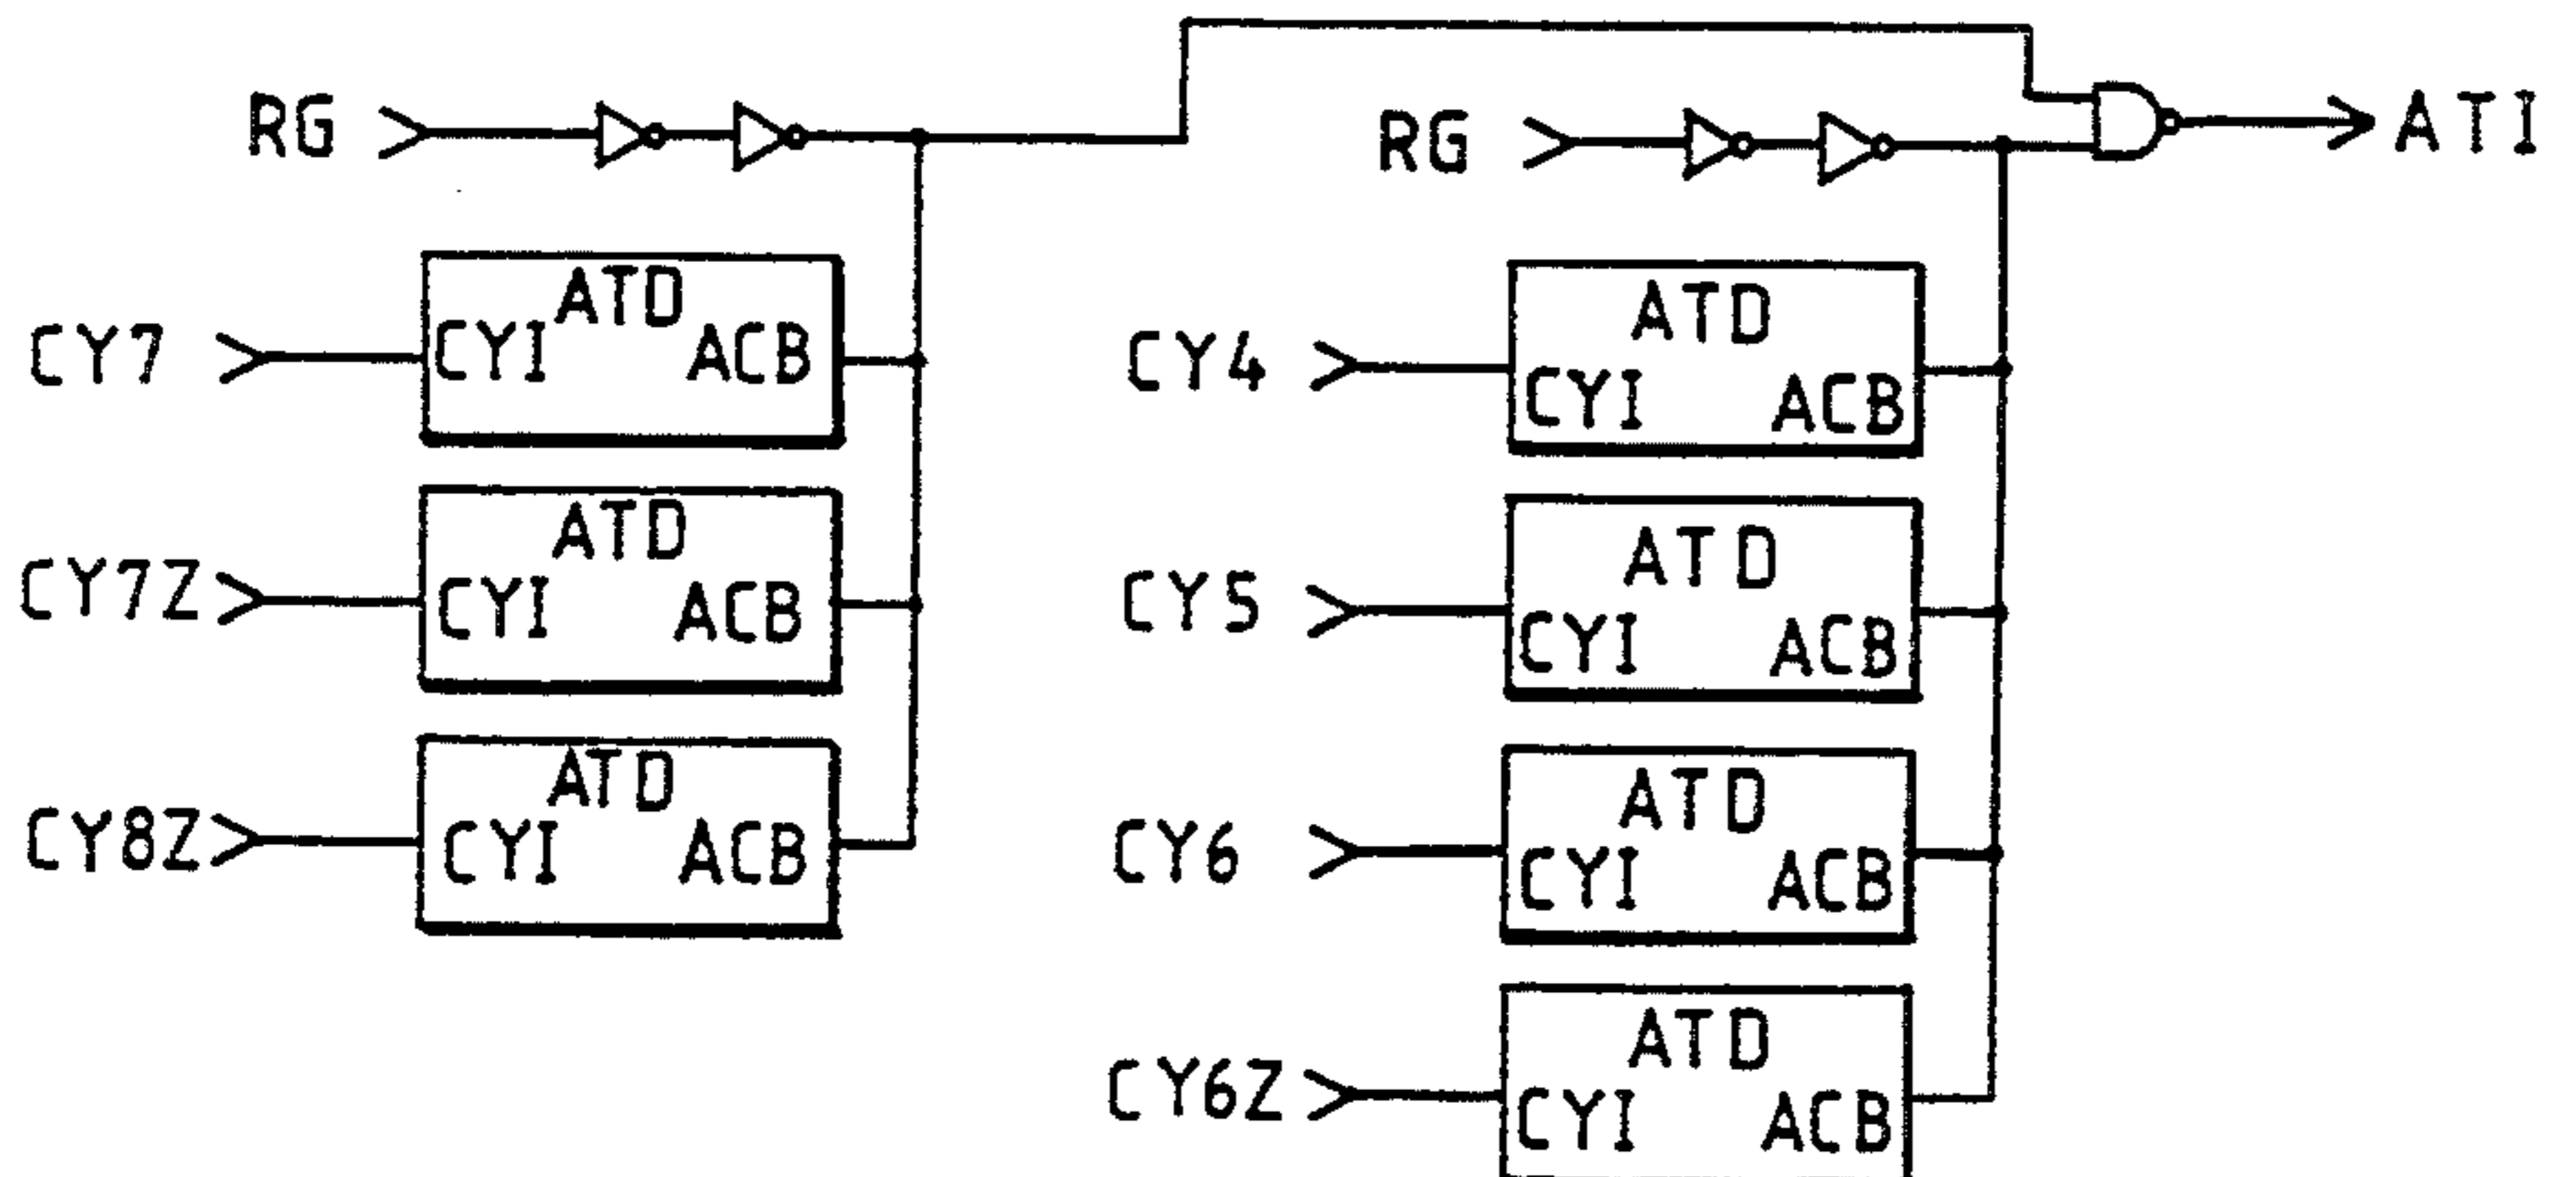 RG
RG
ATI
ATD
CY7
CYI
ACB
ATD
CY4
CYI
ACB
ATD
CY7Z
CYI
ACB
ATD
CY5
CYI
ACB
ATD
CY8Z
CYI
ACB
ATD
CY6
CYI
ACB
ATD
CY6Z
CYI
ACB